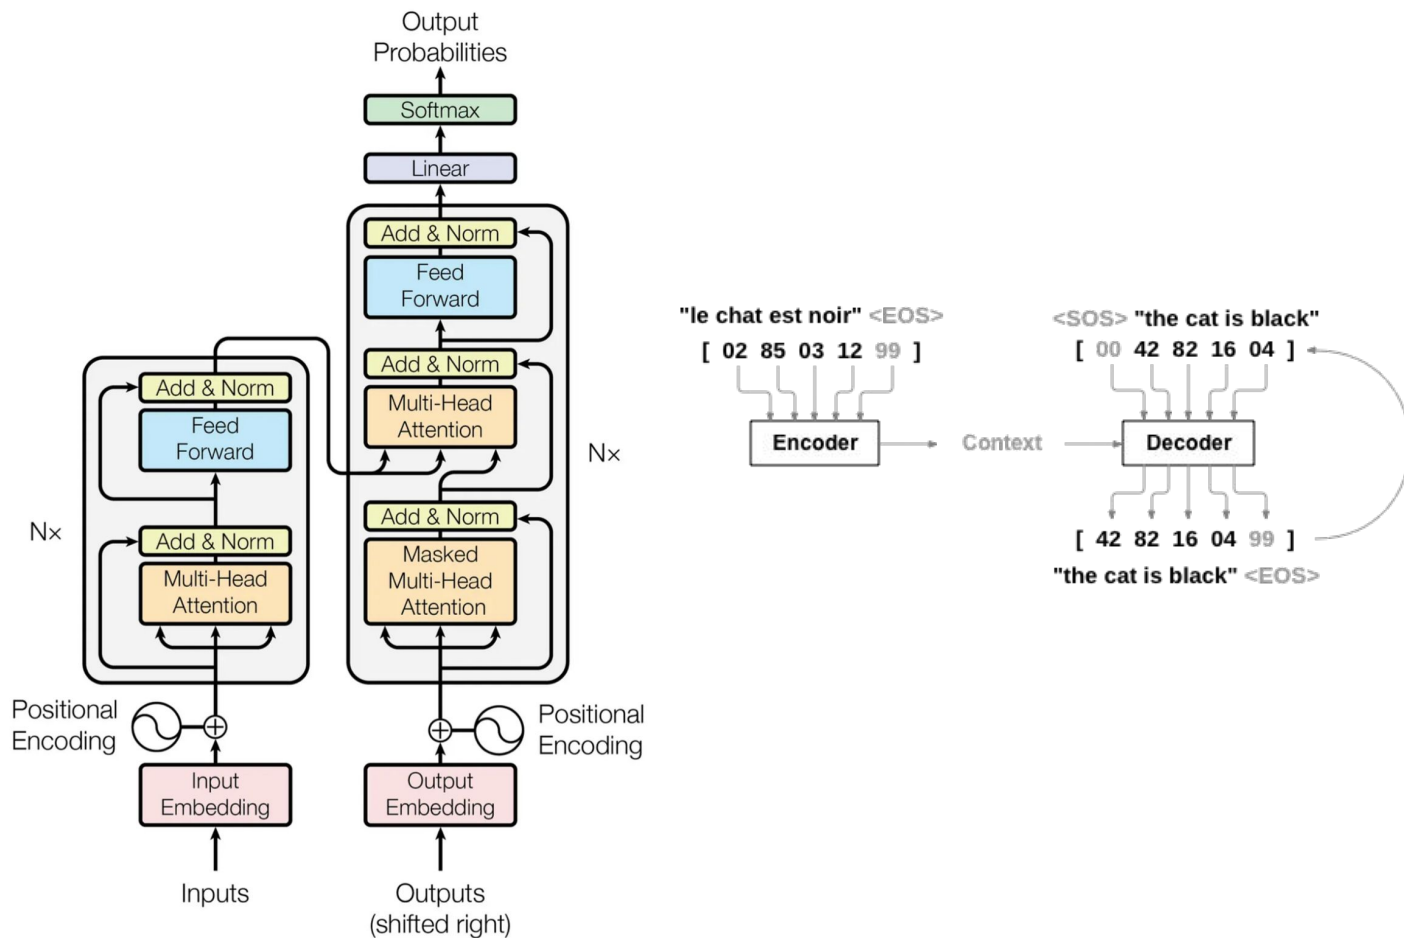 Output
Probabilities
Softmax
Linear
Add & Norm
Feed
Forward
Add & Norm
Multi-Head
Attention
Add & Norm
Masked
Multi-Head
Attention
N×
Add & Norm
Feed
Forward
Add & Norm
Multi-Head
Attention
N×
Positional
Encoding
Positional
Encoding
Input
Embedding
Output
Embedding
Inputs
Outputs
(shifted right)
"le chat est noir" <EOS>
[ 02 85 03 12 99 ]
Encoder
Context
<SOS> "the cat is black"
[ 00 42 82 16 04 ]
Decoder
[ 42 82 16 04 99 ]
"the cat is black" <EOS>